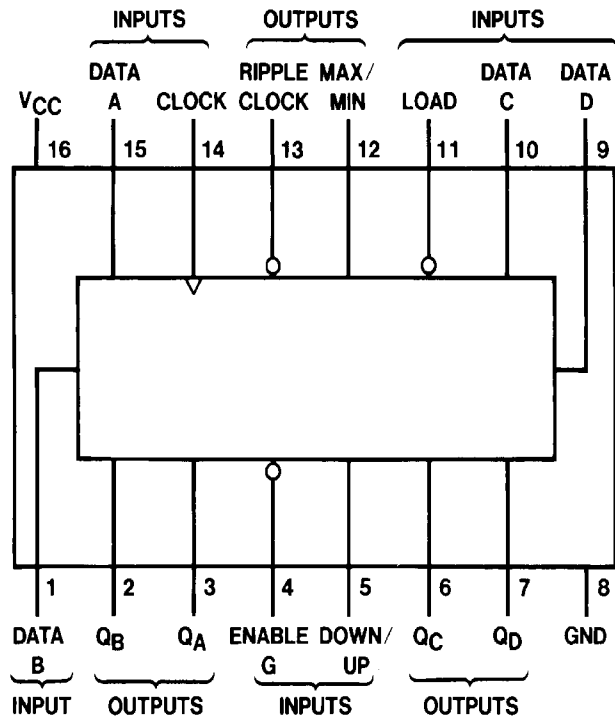 INPUTS OUTPUTS INPUTS
DATA RIPPLE MAX/ DATA DATA
VCC A CLOCK CLOCK MIN LOAD C D
16 15 14 13 12 11 10 9
1 2 3 4 5 6 7 8
DATA QB QA ENABLE DOWN/ QC QD GND
B G UP
INPUT OUTPUTS INPUTS OUTPUTS